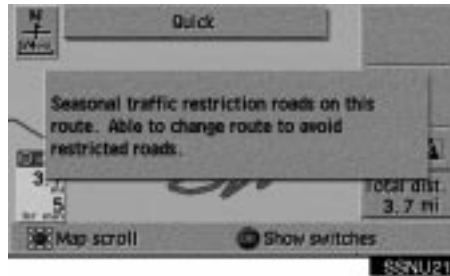 N
Quick
Seasonal traffic restriction roads on this
route. Able to change route to avoid
restricted roads.
Total dist.
3.7 mi
Map scroll
Show switches
SSNU21